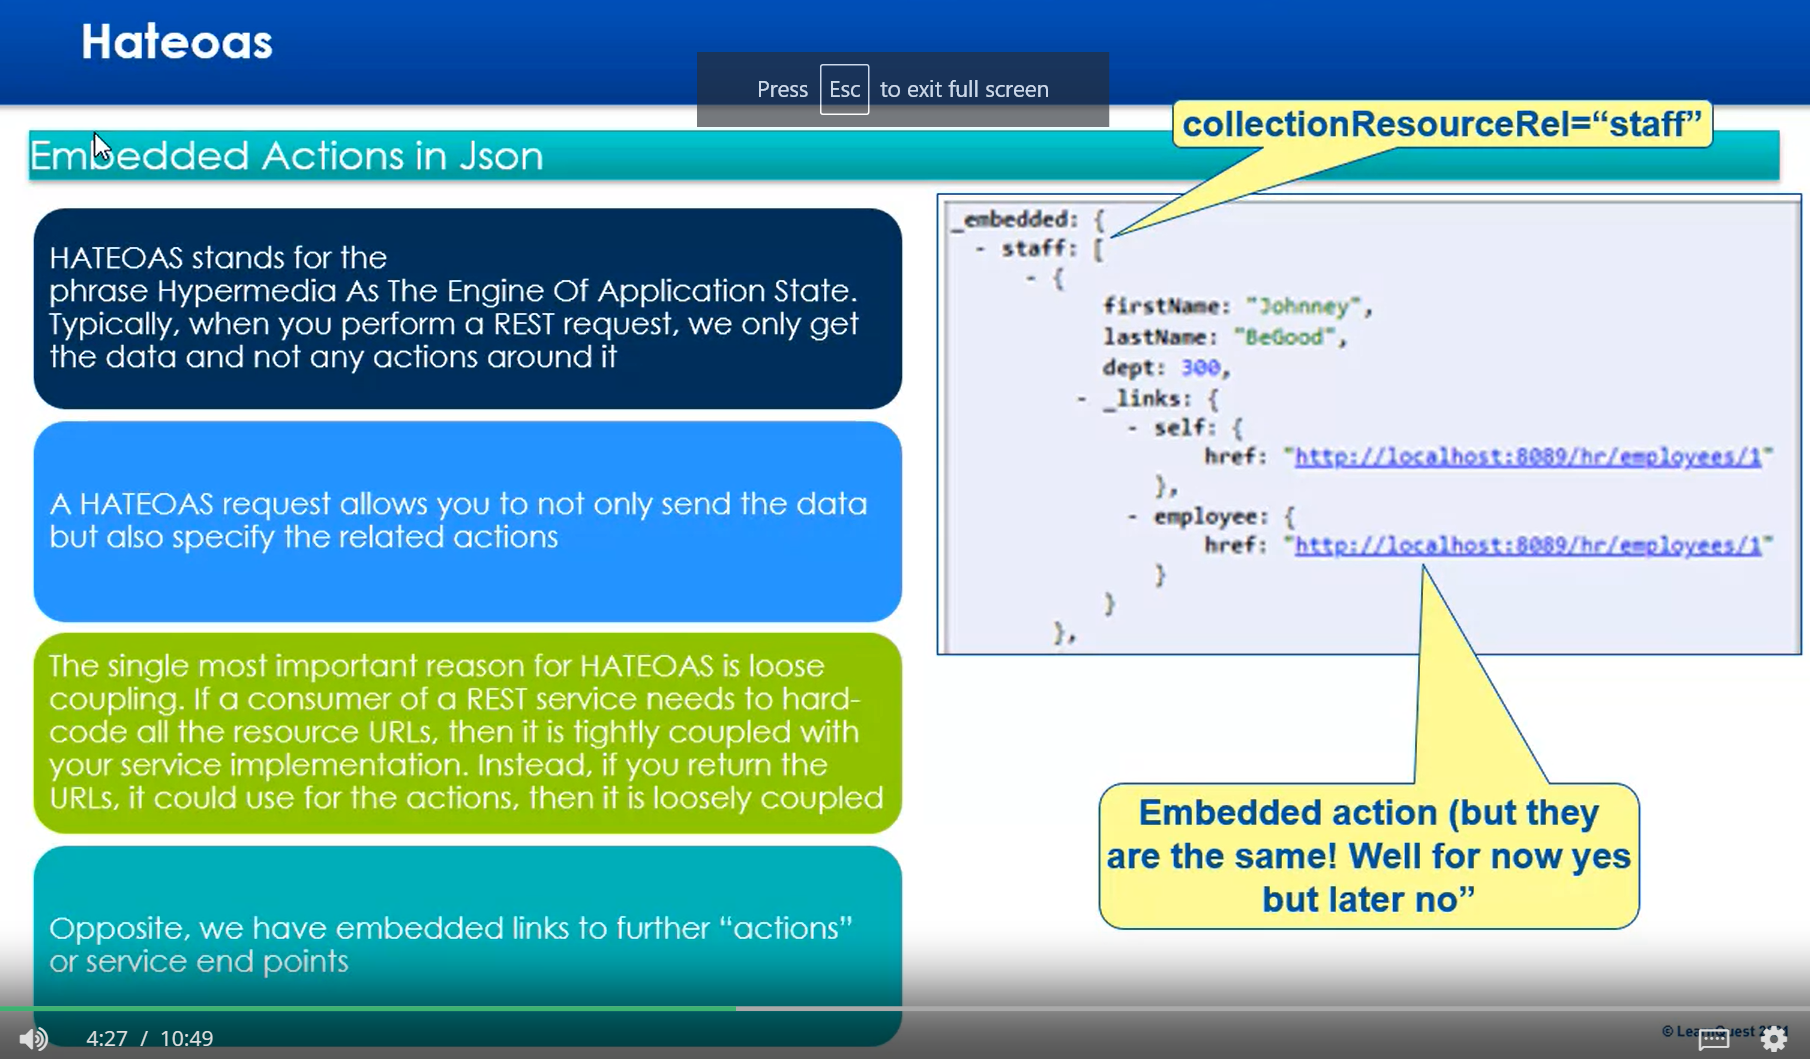 Hateoas
Press Esc to exit full screen
collectionResourceRel=“staff”
Embedded Actions in Json
HATEOAS stands for the
phrase Hypermedia As The Engine Of Application State.
Typically, when you perform a REST request, we only get
the data and not any actions around it
A HATEOAS request allows you to not only send the data
but also specify the related actions
The single most important reason for HATEOAS is loose
coupling. If a consumer of a REST service needs to hard-
code all the resource URLs, then it is tightly coupled with
your service implementation. Instead, if you return the
URLs, it could use for the actions, then it is loosely coupled
Opposite, we have embedded links to further “actions”
or service end points
_embedded: {
- staff: [
- {
firstName: "Johnney",
lastName: "BeGood",
dept: 300,
- _links: {
- self: {
href: "http://localhost:8089/hr/employees/1"
},
- employee: {
href: "http://localhost:8089/hr/employees/1"
}
}
},
Embedded action (but they
are the same! Well for now yes
but later no”
4:27 / 10:49
©